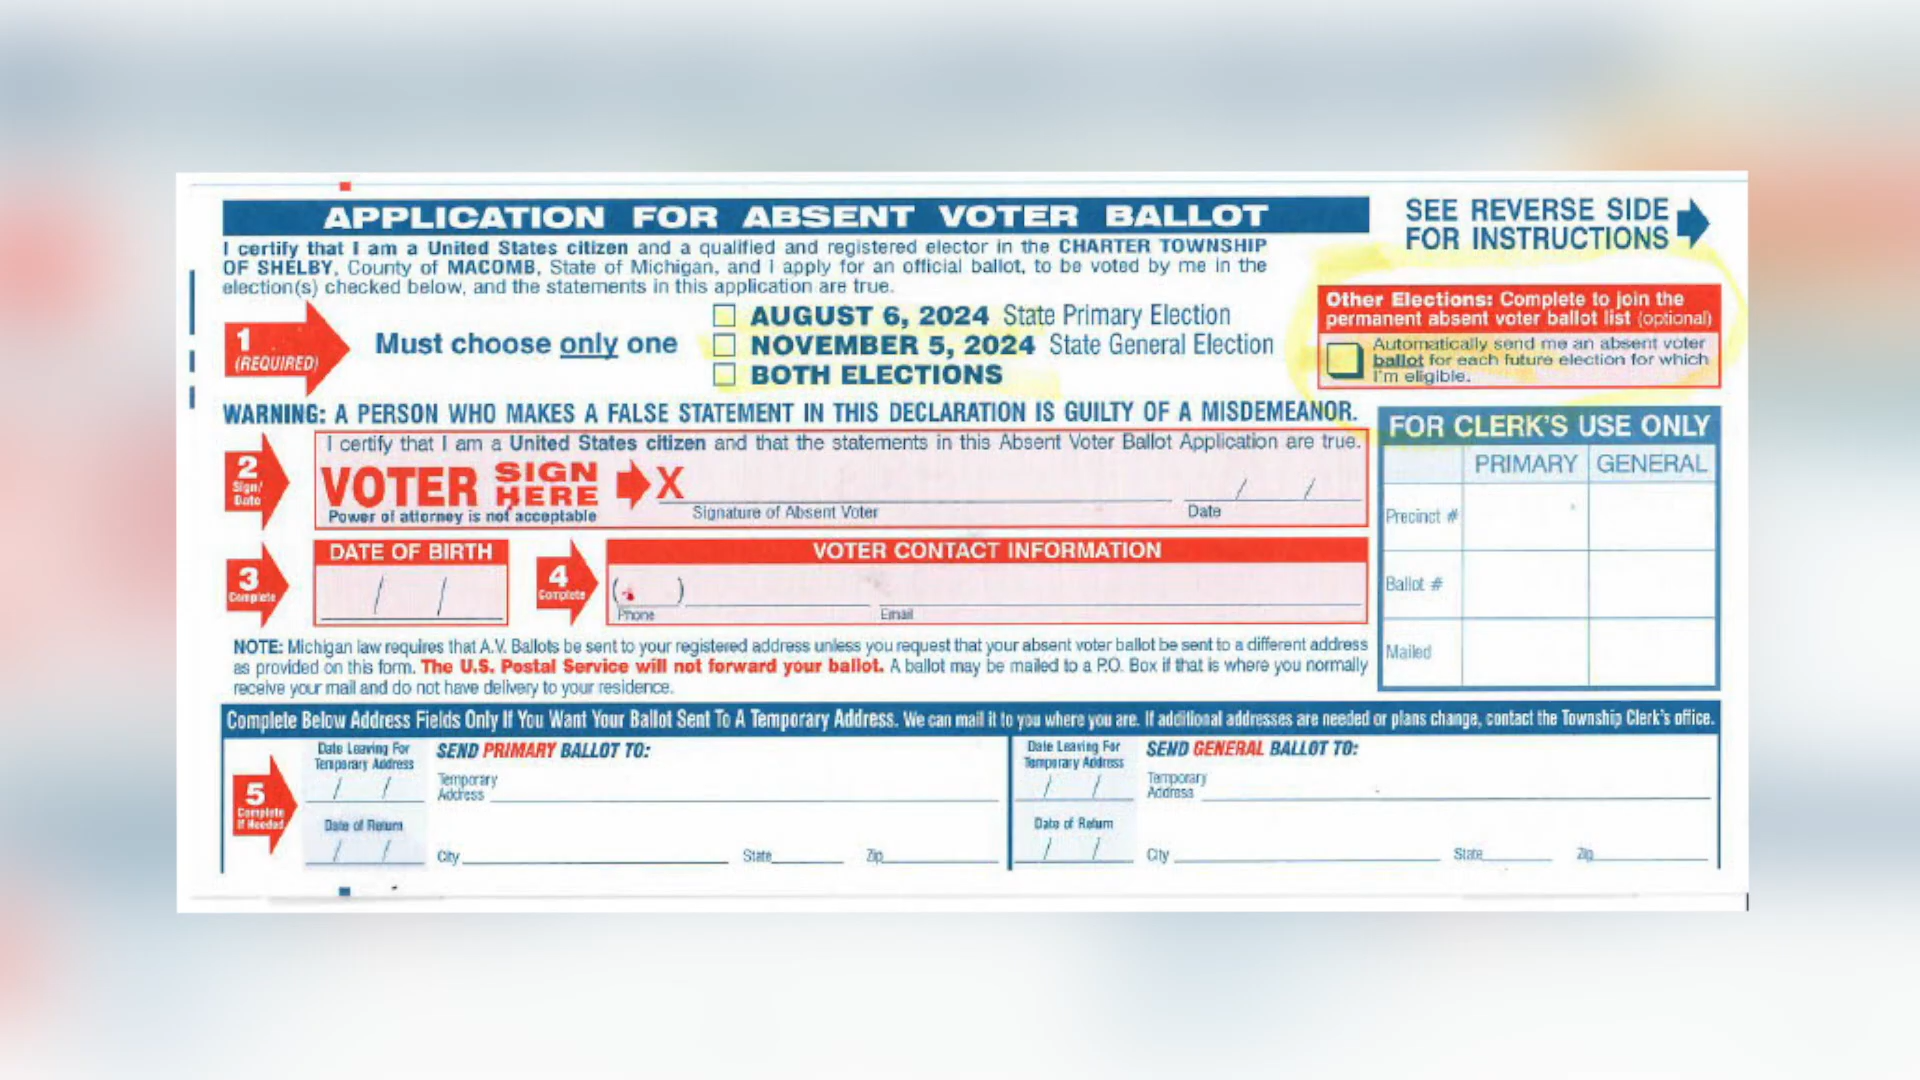 APPLICATION FOR ABSENT VOTER BALLOT
SEE REVERSE SIDE
FOR INSTRUCTIONS
I certify that I am a United States citizen and a qualified and registered elector in the CHARTER TOWNSHIP
OF SHELBY, County of MACOMB, State of Michigan, and I apply for an official ballot, to be voted by me in the
election(s) checked below, and the statements in this application are true.
1
(REQUIRED)
Must choose only one
AUGUST 6, 2024 State Primary Election
NOVEMBER 5, 2024 State General Election
BOTH ELECTIONS
Other Elections: Complete to join the
permanent absent voter ballot list (optional)
Automatically send me an absent voter
ballot for each future election for which
I'm eligible.
WARNING: A PERSON WHO MAKES A FALSE STATEMENT IN THIS DECLARATION IS GUILTY OF A MISDEMEANOR.
2
Sign/
Date
I certify that I am a United States citizen and that the statements in this Absent Voter Ballot Application are true.
VOTER SIGN HERE X
Power of attorney is not acceptable
Signature of Absent Voter
/ /
Date
FOR CLERK'S USE ONLY
PRIMARY GENERAL
Precinct #
Ballot #
Mailed
3
Complete
DATE OF BIRTH
/ /
4
Complete
VOTER CONTACT INFORMATION
( )
Phone
Email
NOTE: Michigan law requires that A.V. Ballots be sent to your registered address unless you request that your absent voter ballot be sent to a different address
as provided on this form. The U.S. Postal Service will not forward your ballot. A ballot may be mailed to a P.O. Box if that is where you normally
receive your mail and do not have delivery to your residence.
Complete Below Address Fields Only If You Want Your Ballot Sent To A Temporary Address. We can mail it to you where you are. If additional addresses are needed or plans change, contact the Township Clerk's office.
5
Complete
If Needed
Date Leaving For
Temporary Address
/ /
Date of Return
/ /
SEND PRIMARY BALLOT TO:
Temporary
Address
City State Zip
Date Leaving For
Temporary Address
/ /
Date of Return
/ /
SEND GENERAL BALLOT TO:
Temporary
Address
City State Zip